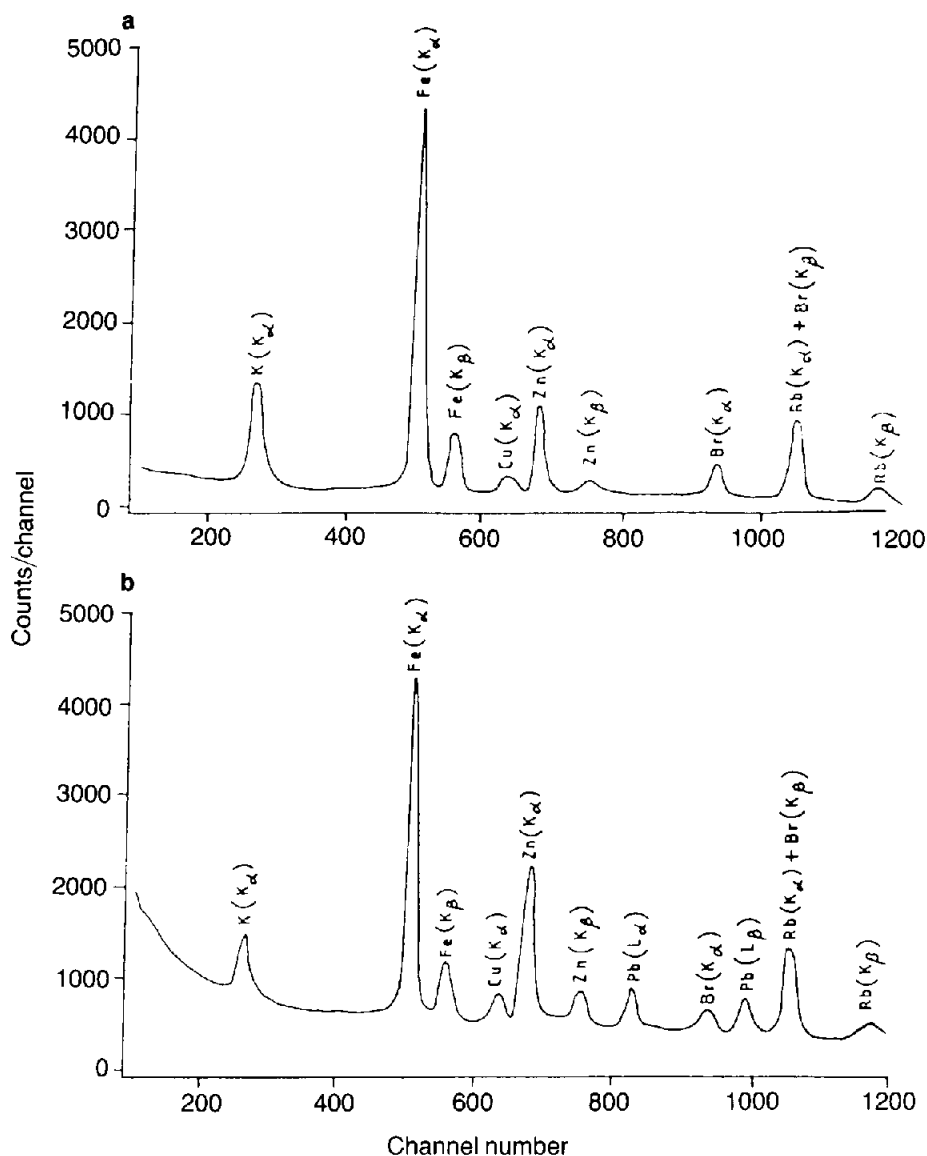 a
5000
4000
3000
2000
1000
0
Fe(Kα)
K(Kα)
Fe(Kβ)
Cu(Kα)
Zn(Kα)
Zn(Kβ)
Br(Kα)
Rb(Kα) + Br(Kβ)
Rb(Kβ)
200 400 600 800 1000 1200
Counts/channel
b
5000
4000
3000
2000
1000
0
K(Kα)
Fe(Kα)
Fe(Kβ)
Cu(Kα)
Zn(Kα)
Zn(Kβ)
Pb(Lα)
Br(Kα)
Pb(Lβ)
Rb(Kα) + Br(Kβ)
Rb(Kβ)
200 400 600 800 1000 1200
Channel number